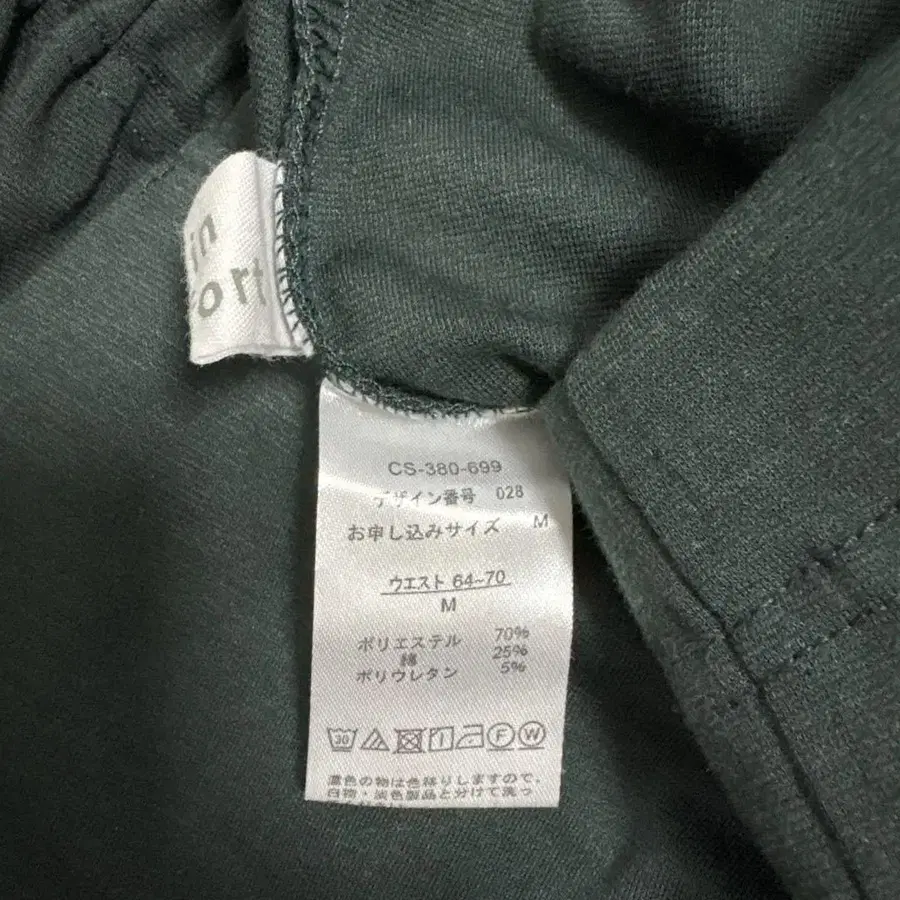 in
ort
CS-380-699
デザイン番号 028
お申し込みサイズ M
ウエスト 64~70
M
ポリエステル 70%
綿 25%
ポリウレタン 5%
30 F W
濃色の物は色移りしますので、
白物・淡色製品と分けて洗っ